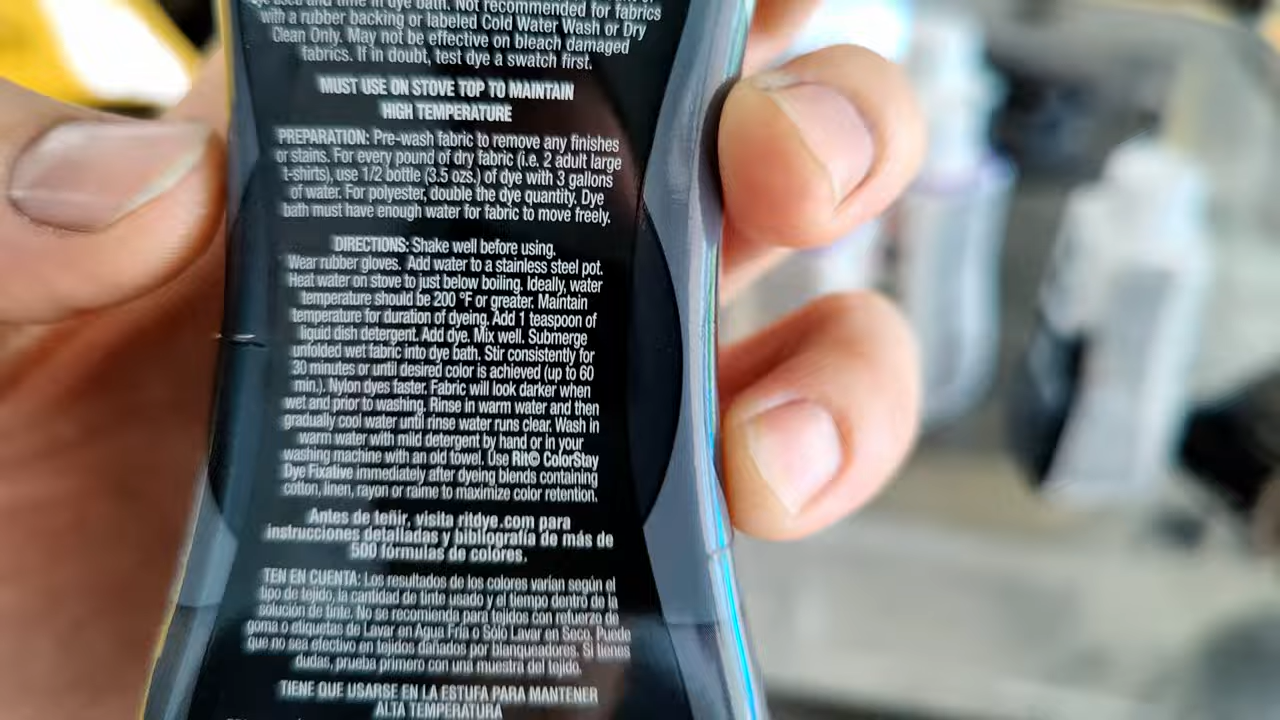 used and time in dye bath. Not recommended for fabrics
with a rubber backing or labeled Cold Water Wash or Dry
Clean Only. May not be effective on bleach damaged
fabrics. If in doubt, test dye a swatch first.
MUST USE ON STOVE TOP TO MAINTAIN
HIGH TEMPERATURE
PREPARATION: Pre-wash fabric to remove any finishes
or stains. For every pound of dry fabric (i.e. 2 adult large
t-shirts), use 1/2 bottle (3.5 ozs.) of dye with 3 gallons
of water. For polyester, double the dye quantity. Dye
bath must have enough water for fabric to move freely.
DIRECTIONS: Shake well before using.
Wear rubber gloves. Add water to a stainless steel pot.
Heat water on stove to just below boiling. Ideally, water
temperature should be 200 °F or greater. Maintain
temperature for duration of dyeing. Add 1 teaspoon of
liquid dish detergent. Add dye. Mix well. Submerge
unfolded wet fabric into dye bath. Stir consistently for
30 minutes or until desired color is achieved (up to 60
min.). Nylon dyes faster. Fabric will look darker when
wet and prior to washing. Rinse in warm water and then
gradually cool water until rinse water runs clear. Wash in
warm water with mild detergent by hand or in your
washing machine with an old towel. Use Rit© ColorStay
Dye Fixative immediately after dyeing blends containing
cotton, linen, rayon or raime to maximize color retention.
Antes de teñir, visita ritdye.com para
instrucciones detalladas y bibliografía de más de
500 fórmulas de colores.
TEN EN CUENTA: Los resultados de los colores varían según el
tipo de tejido, la cantidad de tinte usado y el tiempo dentro de la
solución de tinte. No se recomienda para tejidos con refuerzo de
goma o etiquetas de Lavar en Agua Fría o Sólo Lavar en Seco. Puede
que no sea efectivo en tejidos dañados por blanqueadores. Si tienes
dudas, prueba primero con una muestra del tejido.
TIENE QUE USARSE EN LA ESTUFA PARA MANTENER
ALTA TEMPERATURA